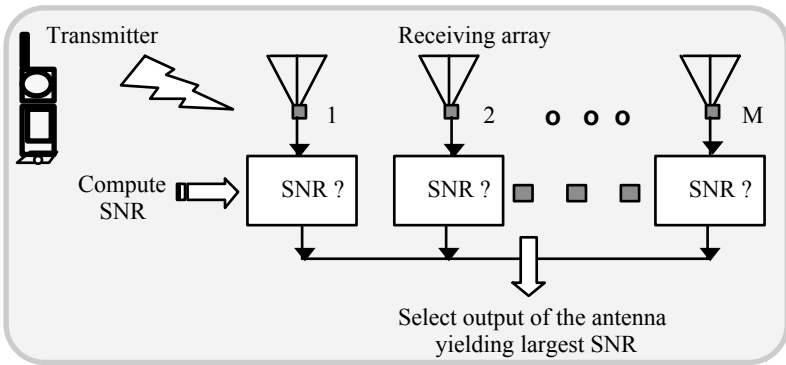 Transmitter
Receiving array
1
2
M
Compute
SNR
SNR ?
SNR ?
SNR ?
Select output of the antenna
yielding largest SNR